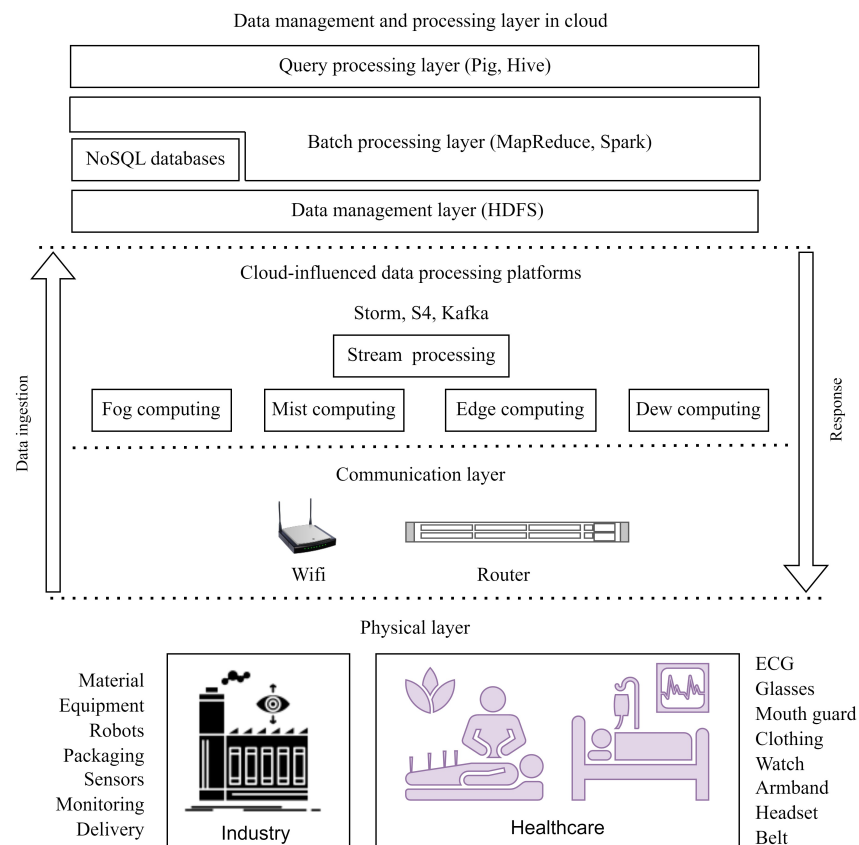 Data management and processing layer in cloud
Query processing layer (Pig, Hive)
Batch processing layer (MapReduce, Spark)
NoSQL databases
Data management layer (HDFS)
Cloud-influenced data processing platforms
Storm, S4, Kafka
Stream processing
Fog computing
Mist computing
Edge computing
Dew computing
Data ingestion
Response
Communication layer
Wifi
Router
Physical layer
Material
Equipment
Robots
Packaging
Sensors
Monitoring
Delivery
Industry
Healthcare
ECG
Glasses
Mouth guard
Clothing
Watch
Armband
Headset
Belt